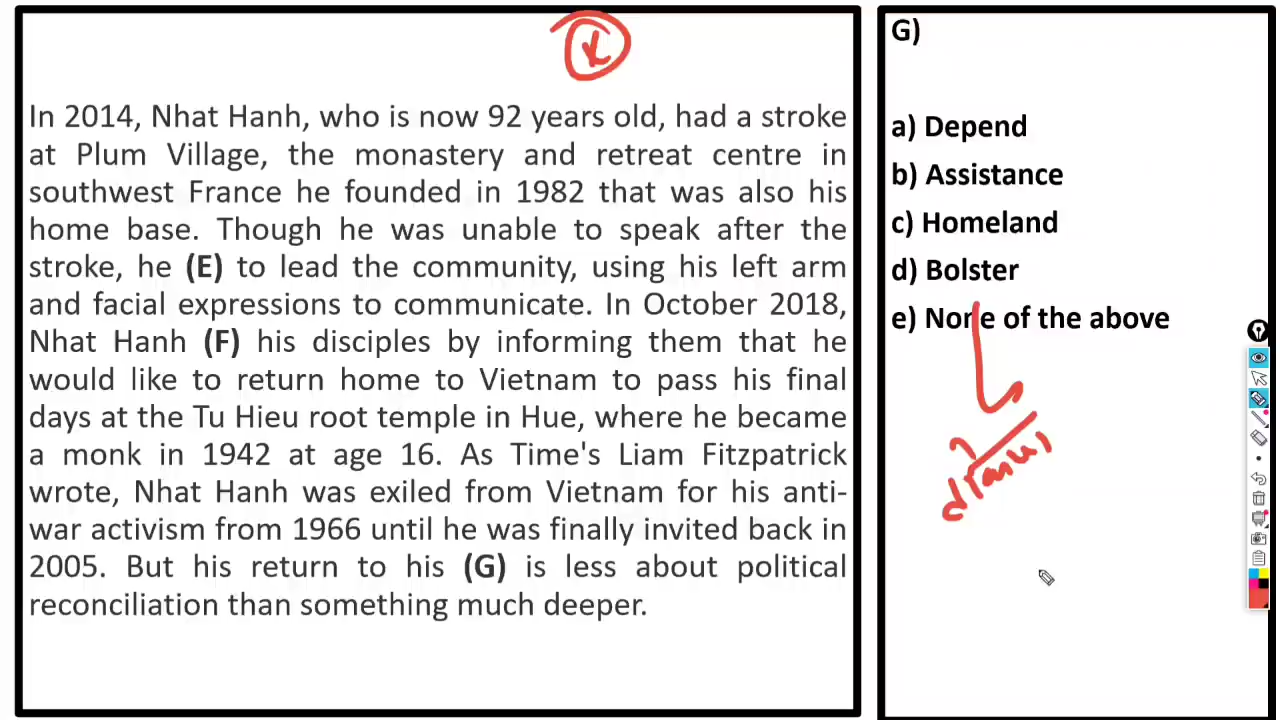 K
In 2014, Nhat Hanh, who is now 92 years old, had a stroke
at Plum Village, the monastery and retreat centre in
southwest France he founded in 1982 that was also his
home base. Though he was unable to speak after the
stroke, he (E) to lead the community, using his left arm
and facial expressions to communicate. In October 2018,
Nhat Hanh (F) his disciples by informing them that he
would like to return home to Vietnam to pass his final
days at the Tu Hieu root temple in Hue, where he became
a monk in 1942 at age 16. As Time's Liam Fitzpatrick
wrote, Nhat Hanh was exiled from Vietnam for his anti-
war activism from 1966 until he was finally invited back in
2005. But his return to his (G) is less about political
reconciliation than something much deeper.
G)
a) Depend
b) Assistance
c) Homeland
d) Bolster
e) None of the above